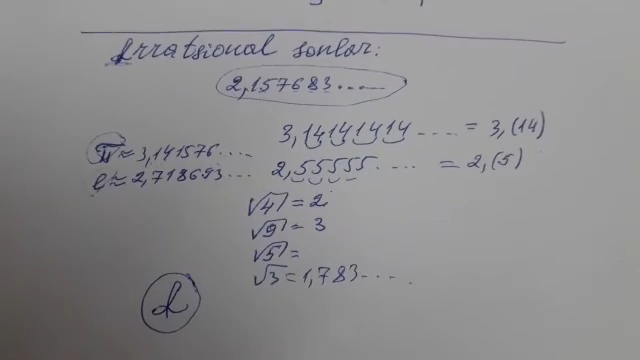 Irratsional sonlar:
2,157683.....
3,14141414.... = 3,(14)
π ≈ 3,141576....
2,55555..... = 2,(5)
e ≈ 2,718693...
√4 = 2
√9 = 3
√5 =
√3 = 1,783....